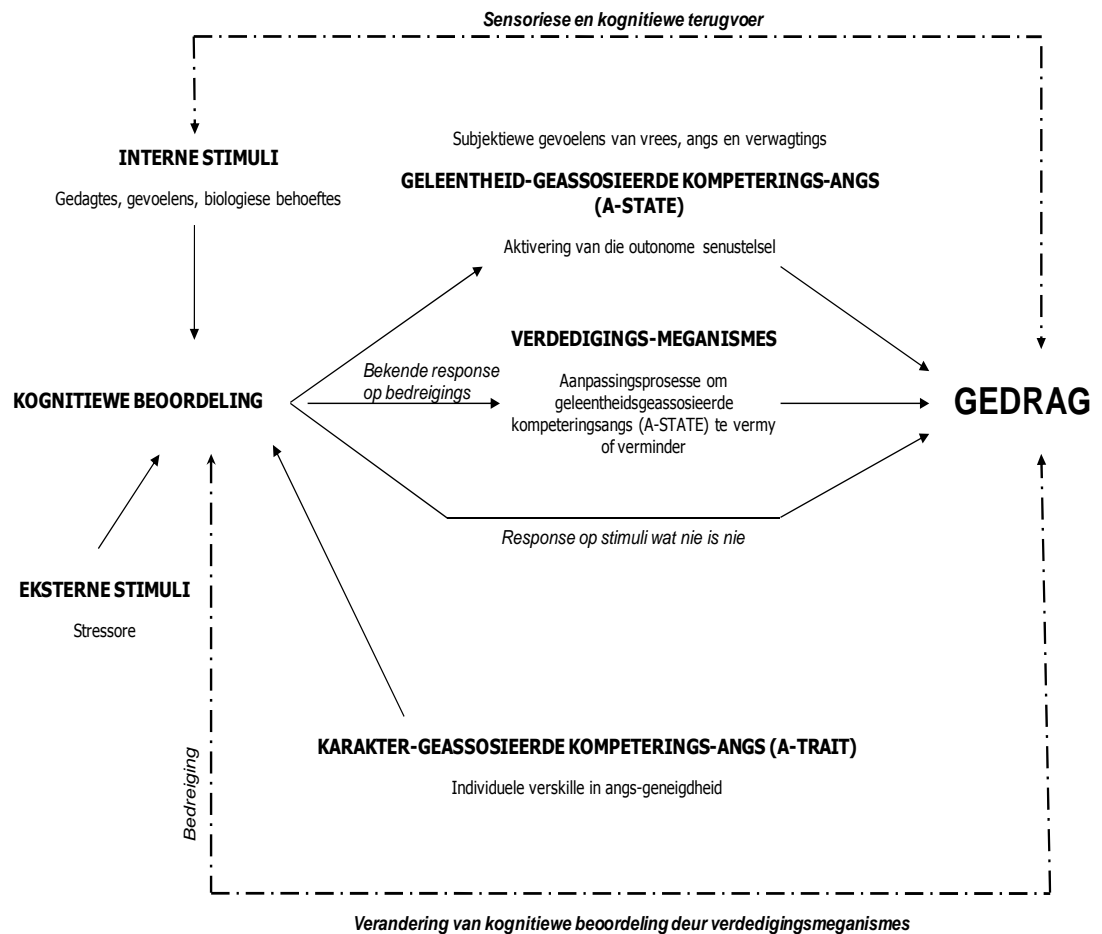 Sensoriese en kognitiewe terugvoer
INTERNE STIMULI
Gedagtes, gevoelens, biologiese behoeftes
Subjektiewe gevoelens van vrees, angs en verwagtings
GELEENTHEID-GEASSOSIEERDE KOMPETERINGS-ANGS
(A-STATE)
Aktivering van die outonome senustelsel
VERDEDIGINGS-MEGANISMES
Bekende response
op bedreigings
Aanpassingsprosesse om
geleentheidsgeassosieerde
kompeteringsangs (A-STATE) te vermy
of verminder
KOGNITIEWE BEOORDELING
GEDRAG
Response op stimuli wat nie is nie
EKSTERNE STIMULI
Stressore
KARAKTER-GEASSOSIEERDE KOMPETERINGS-ANGS (A-TRAIT)
Individuele verskille in angs-geneigdheid
Bedreiging
Verandering van kognitiewe beoordeling deur verdedigingsmeganismes